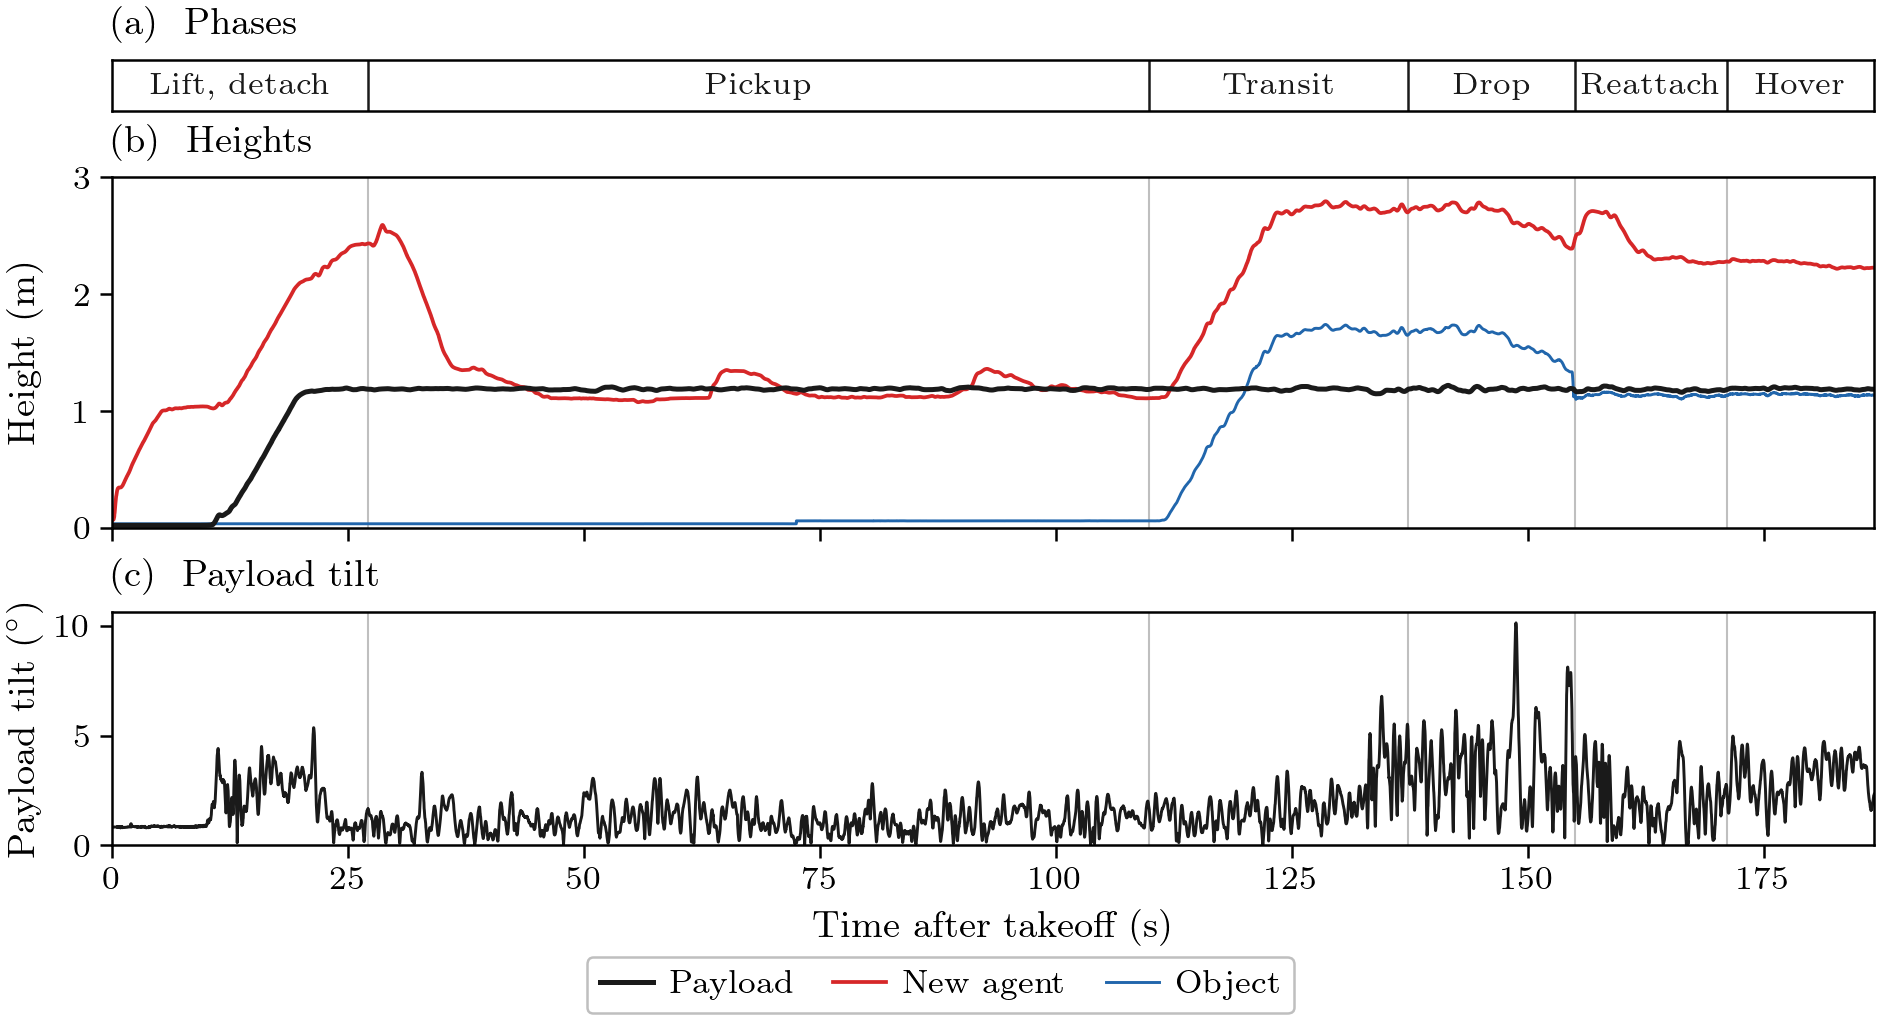 (a) Phases
Lift, detach Pickup Transit Drop Reattach Hover
(b) Heights
Height (m)
3
2
1
0
(c) Payload tilt
Payload tilt (°)
10
5
0
0 25 50 75 100 125 150 175
Time after takeoff (s)
Payload New agent Object